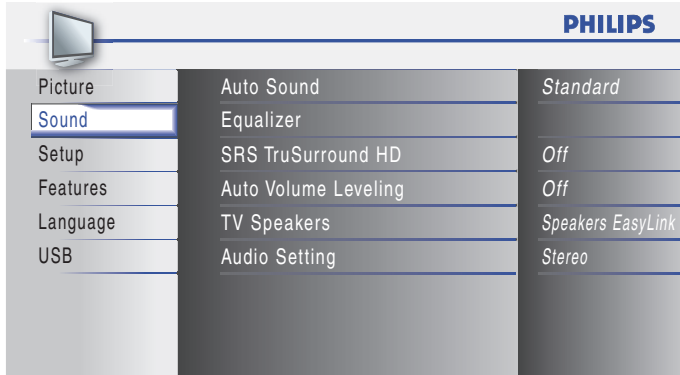 PHILIPS
Picture
Sound
Setup
Features
Language
USB
Auto Sound Standard
Equalizer
SRS TruSurround HD Off
Auto Volume Leveling Off
TV Speakers Speakers EasyLink
Audio Setting Stereo